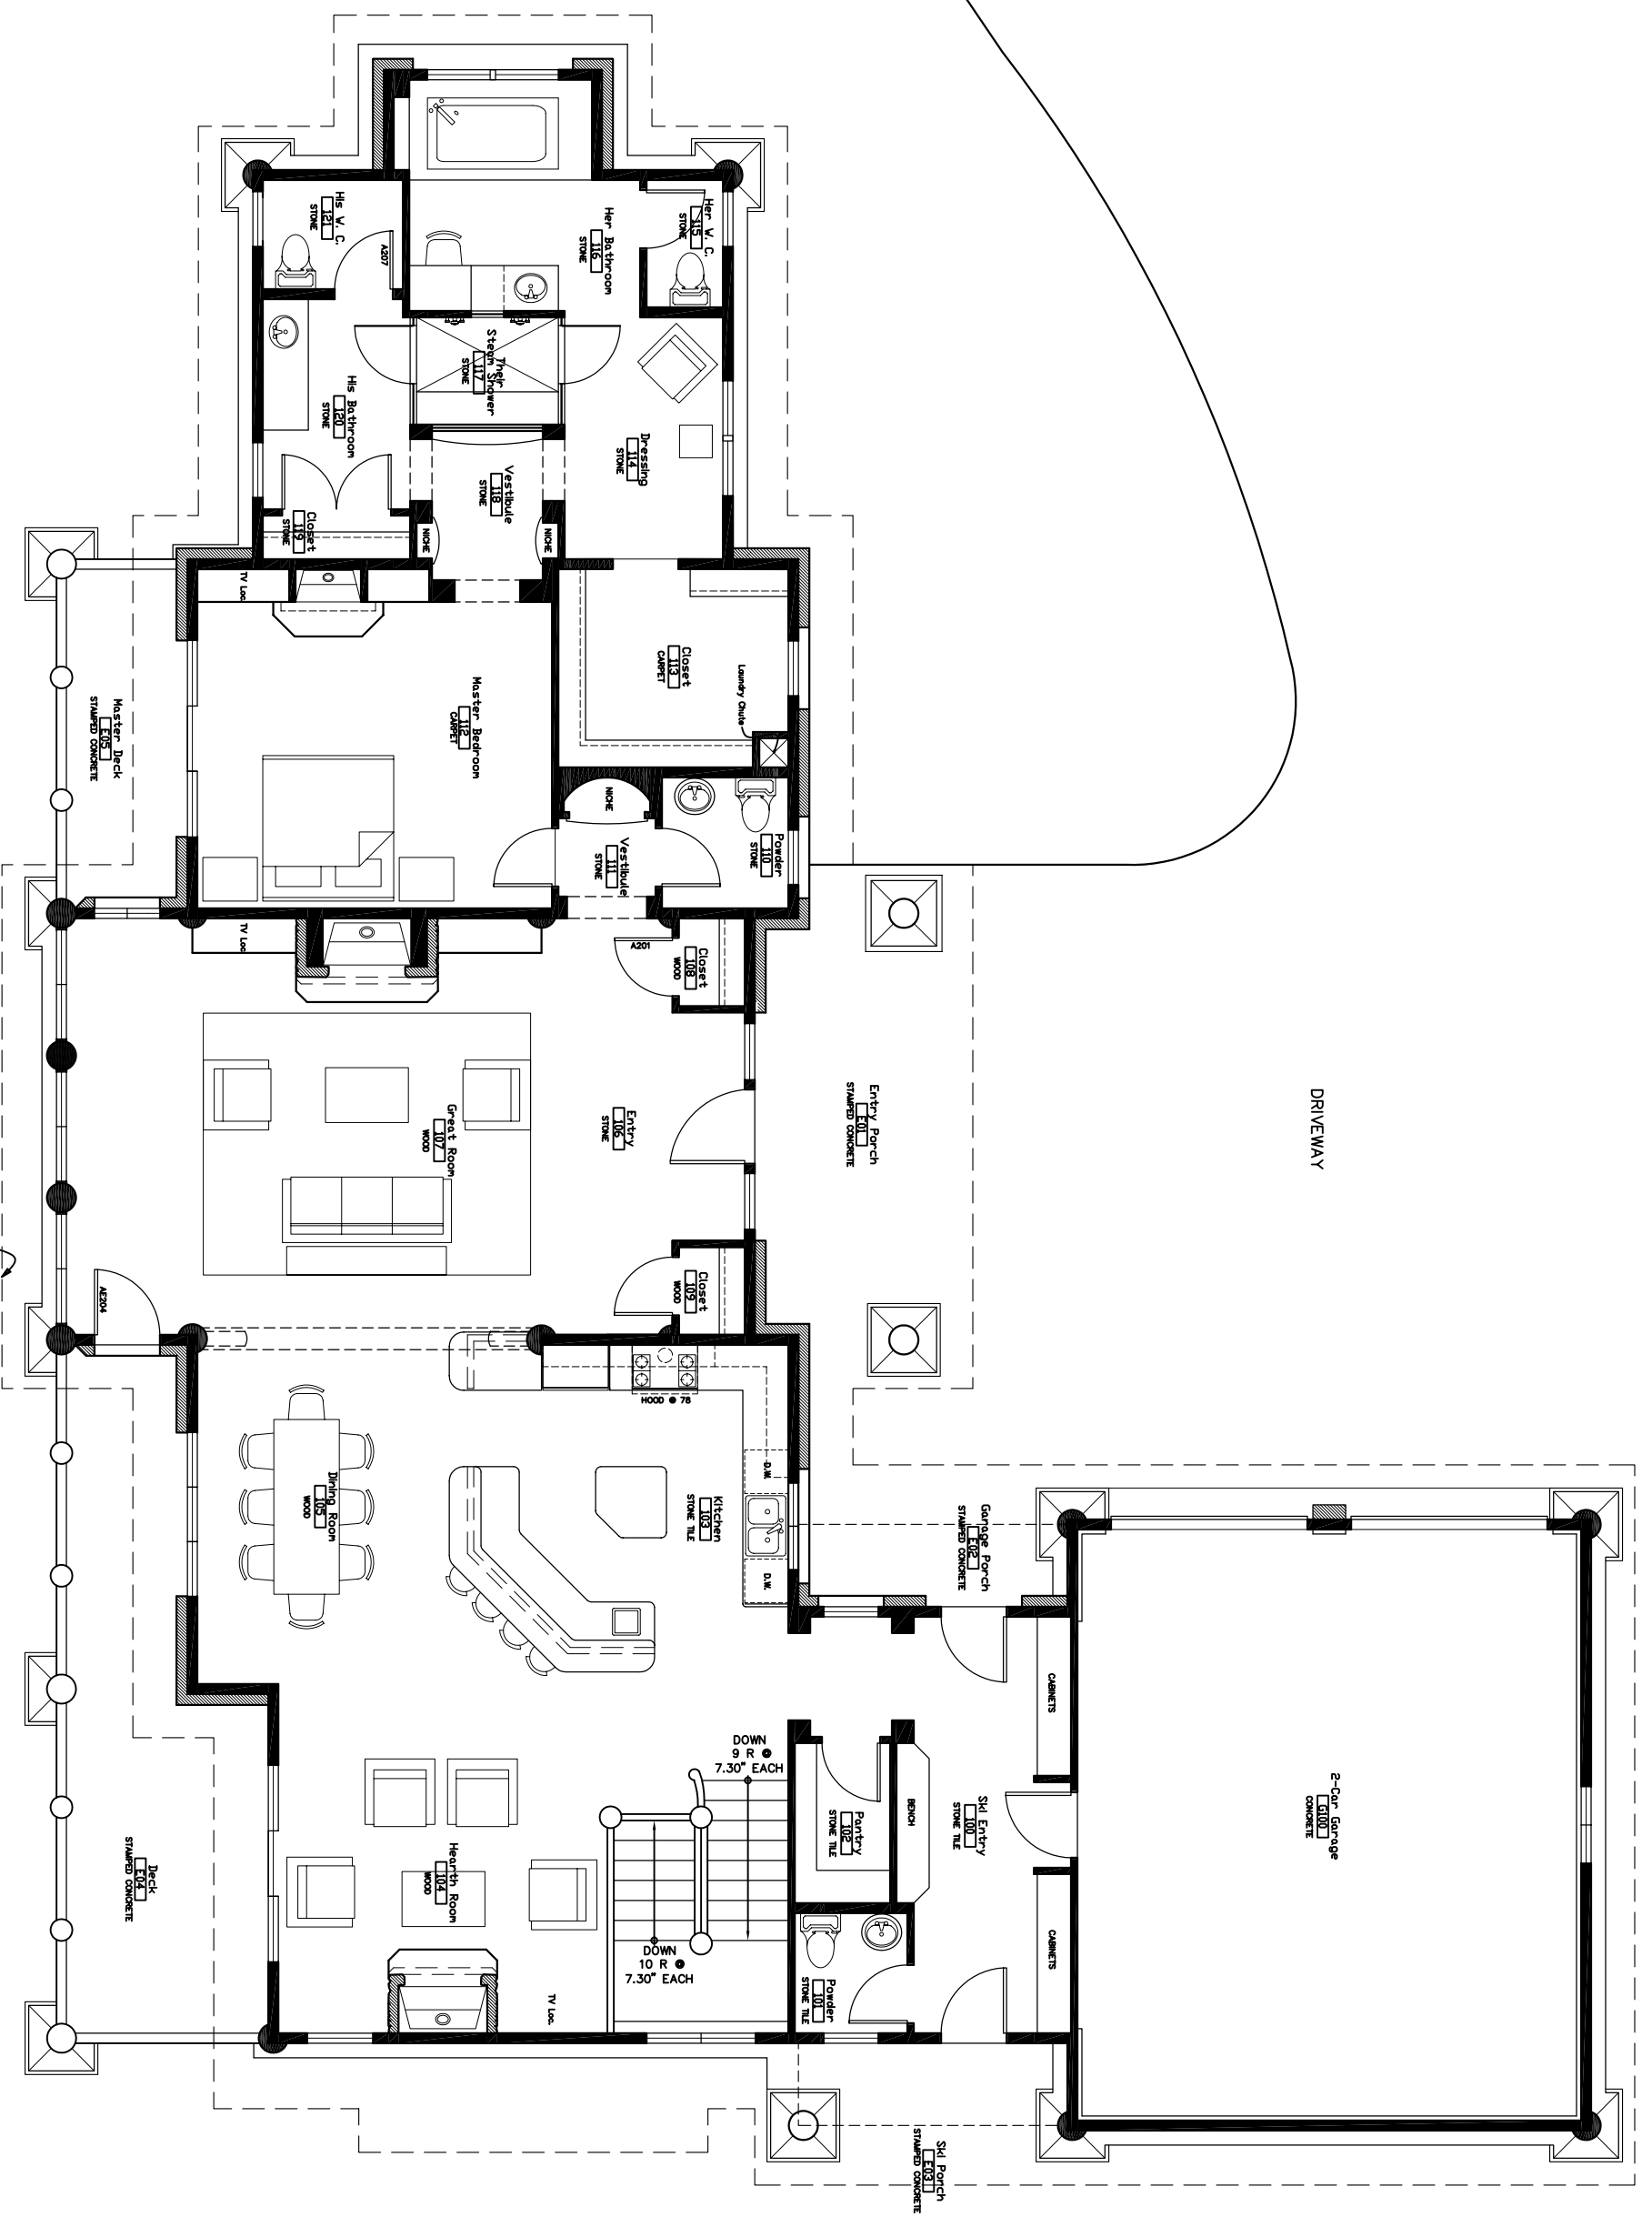 DRIVEWAY
Her W. C.
115
STONE
His W. C.
121
STONE
A207
Her Bathroom
116
STONE
Their
Steam Shower
117
STONE
His Bathroom
120
STONE
Dressing
114
STONE
Vestibule
118
STONE
NICHE
NICHE
Closet
119
STONE
TV Loc.
Closet
113
CARPET
Laundry Chute
Master Bedroom
112
CARPET
Master Deck
E05
STAMPED CONCRETE
NICHE
Vestibule
111
STONE
Powder
110
STONE
TV Loc.
A201
Closet
108
WOOD
Entry Porch
E01
STAMPED CONCRETE
Entry
106
STONE
Great Room
107
WOOD
Closet
109
WOOD
AE204
HOOD @ 78
D.W.
D.W.
Kitchen
103
STONE TILE
Dining Room
105
WOOD
Garage Porch
E02
STAMPED CONCRETE
CABINETS
DOWN
9 R @
7.30" EACH
Pantry
102
STONE TILE
BENCH
Ski Entry
100
STONE TILE
2-Car Garage
G100
CONCRETE
Hearth Room
104
WOOD
Deck
E04
STAMPED CONCRETE
DOWN
10 R @
7.30" EACH
CABINETS
TV Loc.
Powder
101
STONE TILE
Ski Porch
E03
STAMPED CONCRETE